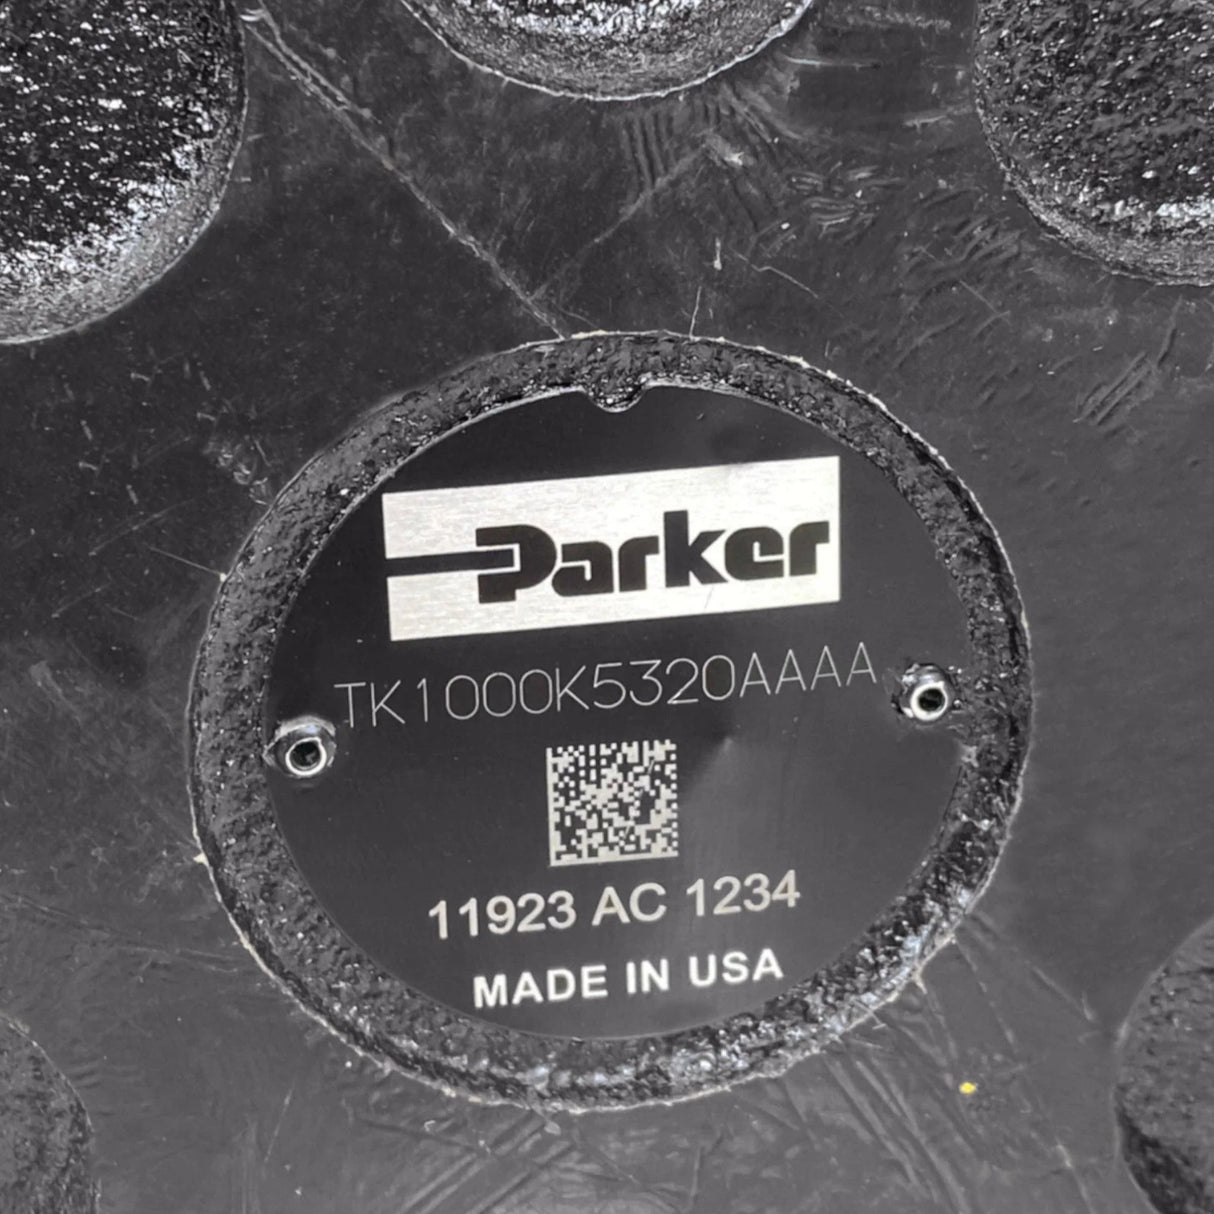 Parker
TK1000K5320AAAA
11923 AC 1234
MADE IN USA